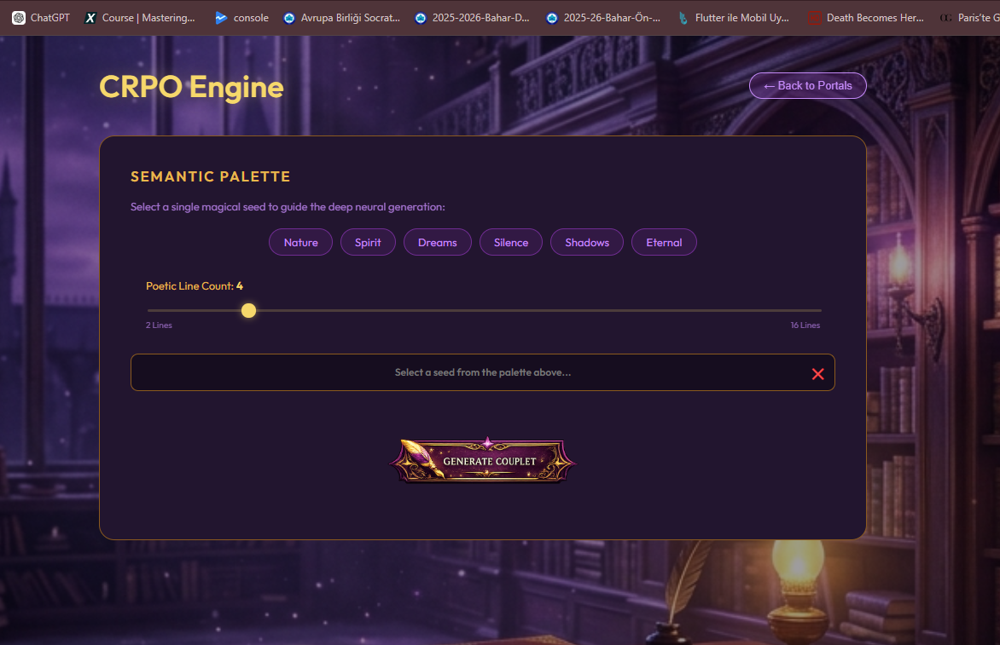 ChatGPT Course | Mastering... console Avrupa Birliği Socrat... 2025-2026-Bahar-D... 2025-26-Bahar-Ön-... Flutter ile Mobil Uy... Death Becomes Her... Paris'te G
CRPO Engine
← Back to Portals
SEMANTIC PALETTE
Select a single magical seed to guide the deep neural generation:
Nature Spirit Dreams Silence Shadows Eternal
Poetic Line Count: 4
2 Lines 16 Lines
Select a seed from the palette above...
GENERATE COUPLET